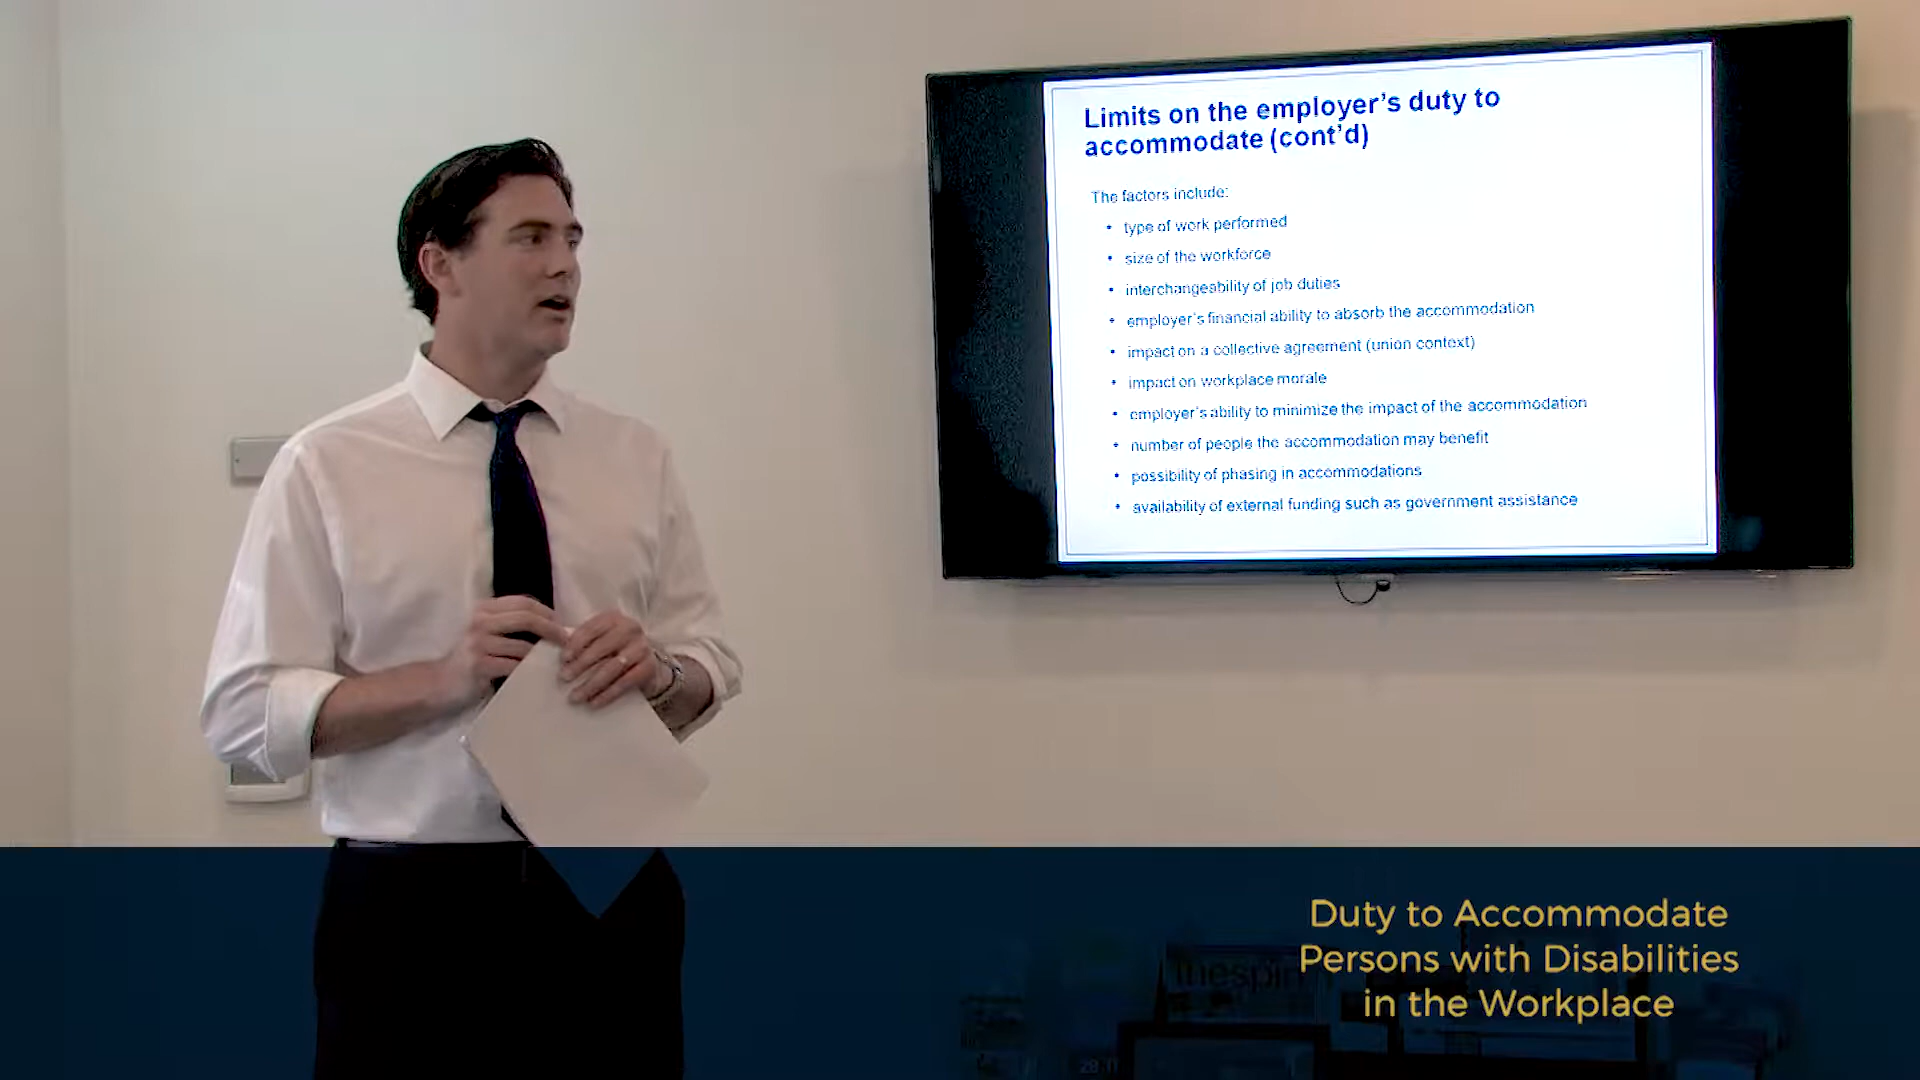 Limits on the employer's duty to
accommodate (cont'd)
The factors include:
• type of work performed
• size of the workforce
• interchangeability of job duties
• employer's financial ability to absorb the accommodation
• impact on a collective agreement (union context)
• impact on workplace morale
• employer's ability to minimize the impact of the accommodation
• number of people the accommodation may benefit
• possibility of phasing in accommodations
• availability of external funding such as government assistance
Duty to Accommodate
Persons with Disabilities
in the Workplace